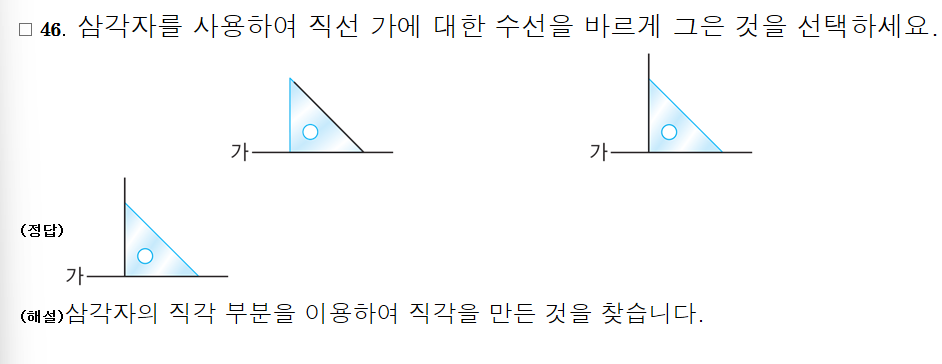 □ 46. 삼각자를 사용하여 직선 가에 대한 수선을 바르게 그은 것을 선택하세요.
가 가
(정답)
가
(해설)삼각자의 직각 부분을 이용하여 직각을 만든 것을 찾습니다.